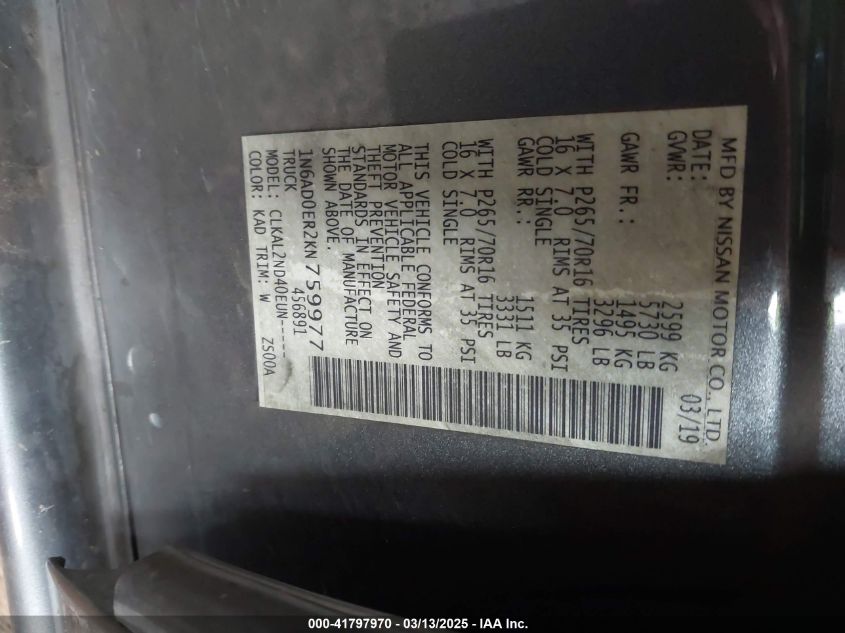 MFD BY NISSAN MOTOR CO., LTD.
DATE: 03/19
GVWR: 2599 KG
5730 LB
GAWR FR.: 1495 KG
3296 LB
WITH P265/70R16 TIRES
16 X 7.0 RIMS AT 35 PSI
COLD SINGLE
GAWR RR.: 1511 KG
3331 LB
WITH P265/70R16 TIRES
16 X 7.0 RIMS AT 35 PSI
COLD SINGLE
THIS VEHICLE CONFORMS TO
ALL APPLICABLE FEDERAL
MOTOR VEHICLE SAFETY AND
THEFT PREVENTION
STANDARDS IN EFFECT ON
THE DATE OF MANUFACTURE
SHOWN ABOVE.
1N6AD0ER2KN759977
TRUCK 456891
MODEL: CLKAL2ND40EUN-----
COLOR: KAD TRIM: W ZS00A
000-41797970 / 03/13/2025 - IAA Inc.